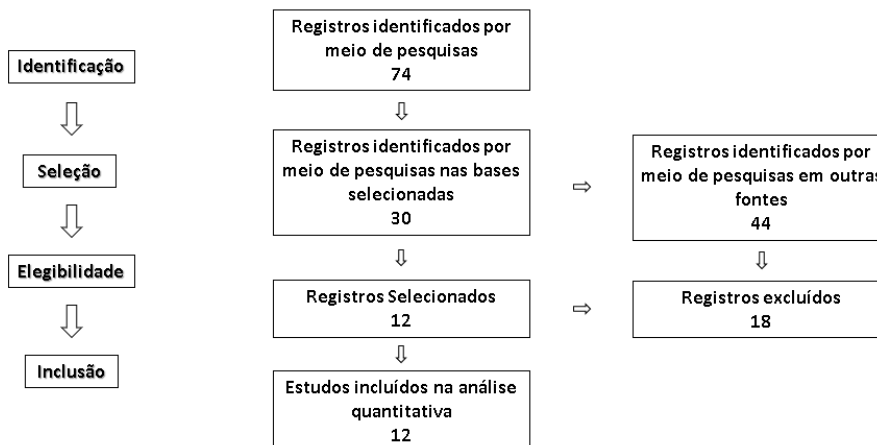 Identificação
Seleção
Elegibilidade
Inclusão
Registros identificados por
meio de pesquisas
74
Registros identificados por
meio de pesquisas nas bases
selecionadas
30
Registros identificados por
meio de pesquisas em outras
fontes
44
Registros Selecionados
12
Registros excluídos
18
Estudos incluídos na análise
quantitativa
12